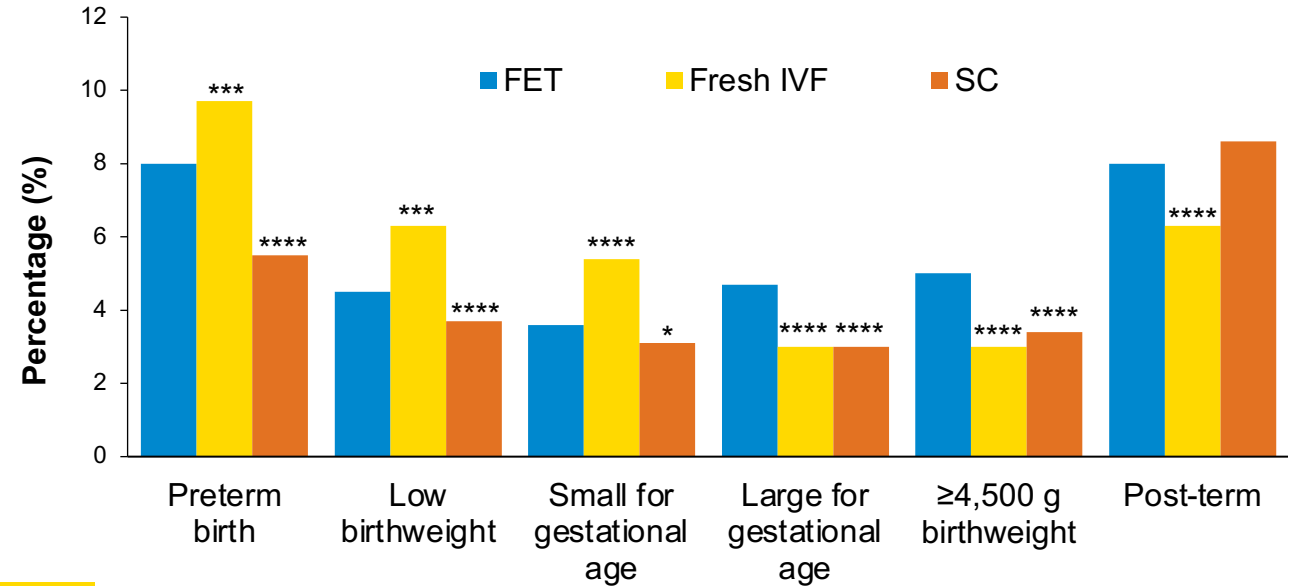 12
10
8
6
4
2
0
Percentage (%)
FET Fresh IVF SC
***
****
***
****
****
*
**** ****
****
****
****
Preterm
birth
Low
birthweight
Small for
gestational
age
Large for
gestational
age
≥4,500 g
birthweight
Post-term